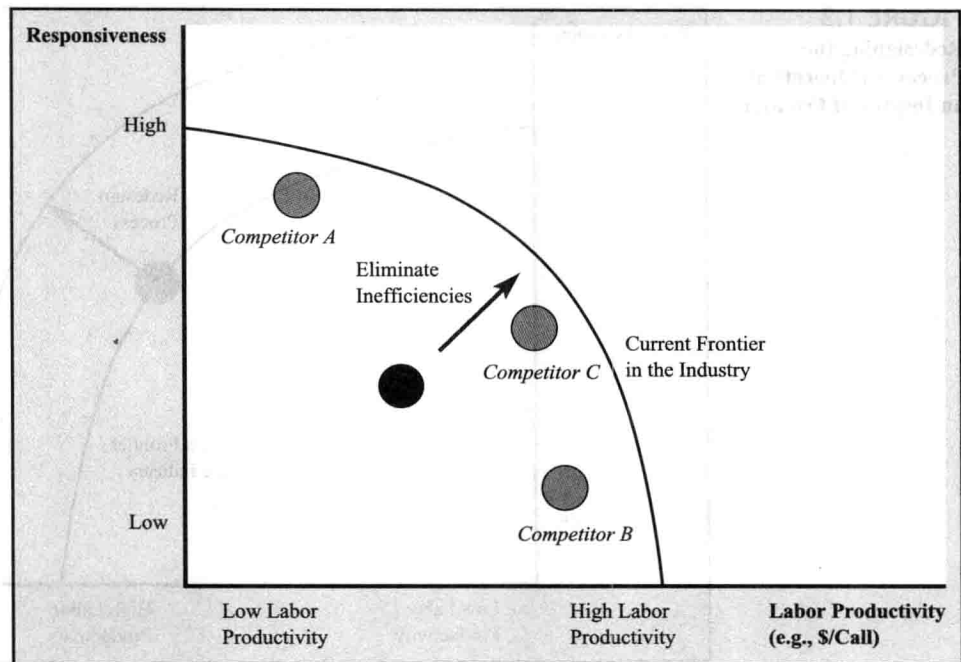 Responsiveness
High
Competitor A
Eliminate
Inefficiencies
Current Frontier
in the Industry
Competitor C
Low
Competitor B
Low Labor
Productivity
High Labor
Productivity
Labor Productivity
(e.g., $/Call)